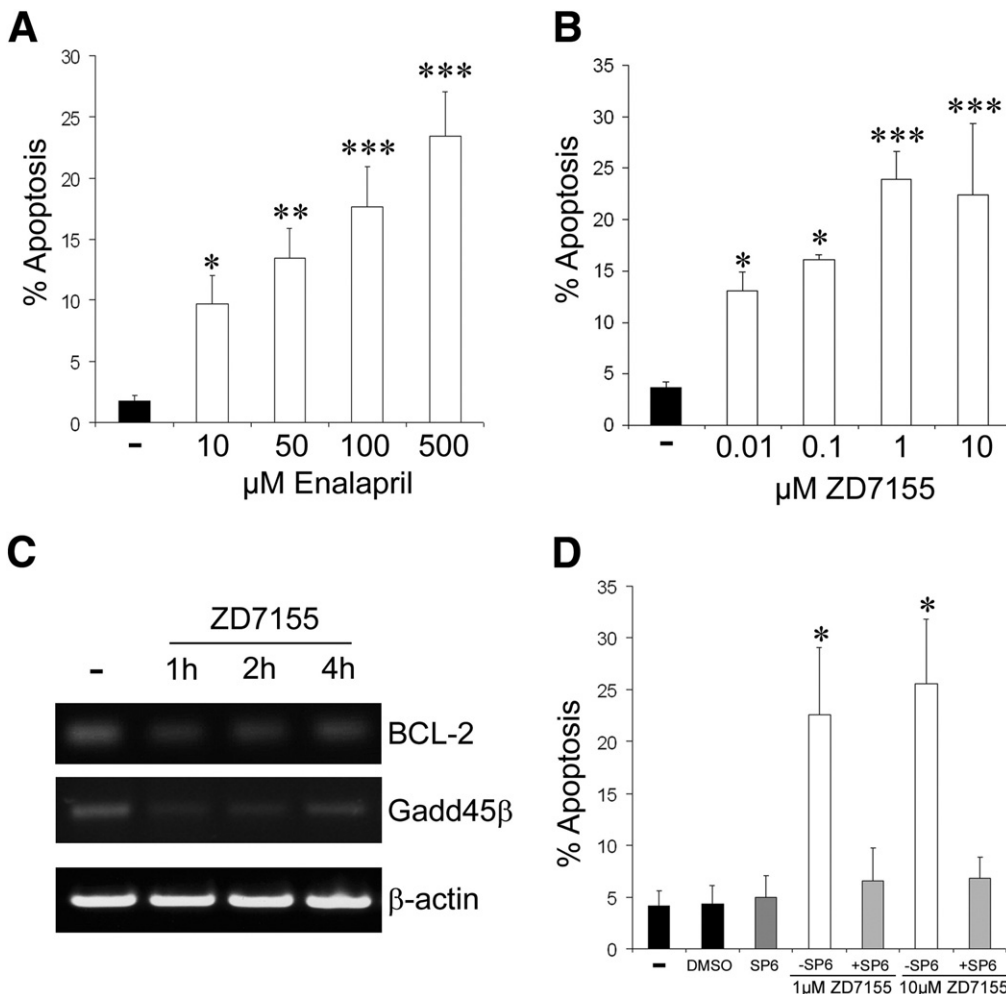 A
30
25
20
15
10
5
0
% Apoptosis
*
**
***
***
- 10 50 100 500
µM Enalapril
B
35
30
25
20
15
10
5
0
% Apoptosis
*
*
***
***
- 0.01 0.1 1 10
µM ZD7155
C
ZD7155
- 1h 2h 4h
BCL-2
Gadd45β
β-actin
D
35
30
25
20
15
10
5
0
% Apoptosis
*
*
- DMSO SP6 -SP6 +SP6 -SP6 +SP6
1µM ZD7155 10µM ZD7155